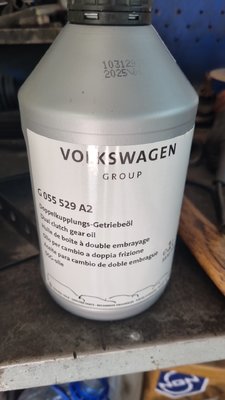 103129
2025
VOLKSWAGEN
GROUP
G 055 529 A2
Doppelkupplungs-Getriebeöl
Dual clutch gear oil
Huile de boîte à double embrayage
Olio per cambio a doppia frizione
Aceite para cambio de doble embrague